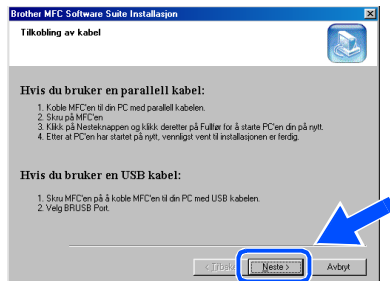 Brother MFC Software Suite Installasjon
Tilkobling av kabel
Hvis du bruker en parallell kabel:
1. Koble MFC'en til din PC med parallell kabelen.
2. Skru på MFC'en
3. Klikk på Nesteknappen og klikk deretter på Fullfør for å starte PC'en din på nytt.
4. Etter at PC'en har startet på nytt, vennligst vent til installasjonen er ferdig.
Hvis du bruker en USB kabel:
1. Skru MFC'en på å koble MFC'en til din PC med USB kabelen.
2. Velg BRUSB Port.
< Tilbake Neste > Avbryt